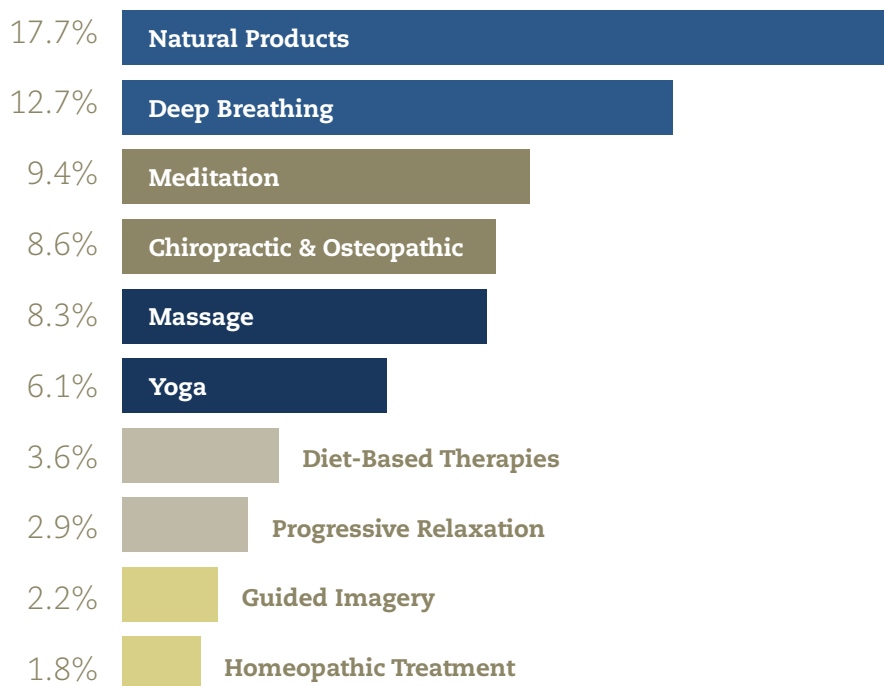 17.7% Natural Products
12.7% Deep Breathing
9.4% Meditation
8.6% Chiropractic & Osteopathic
8.3% Massage
6.1% Yoga
3.6% Diet-Based Therapies
2.9% Progressive Relaxation
2.2% Guided Imagery
1.8% Homeopathic Treatment